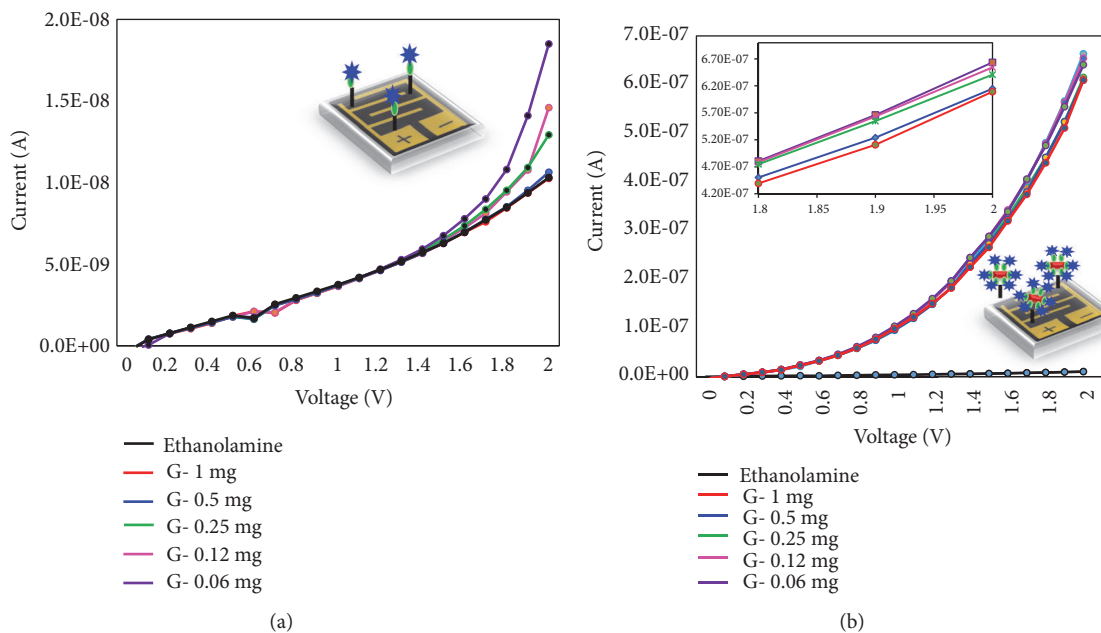 2.0E-08
1.5E-08
1.0E-08
5.0E-09
0.0E+00
Current (A)
+ −
0 0.2 0.4 0.6 0.8 1 1.2 1.4 1.6 1.8 2
Voltage (V)
Ethanolamine
G- 1 mg
G- 0.5 mg
G- 0.25 mg
G- 0.12 mg
G- 0.06 mg
(a)
7.0E-07
6.0E-07
5.0E-07
4.0E-07
3.0E-07
2.0E-07
1.0E-07
0.0E+00
Current (A)
6.70E-07
6.20E-07
5.70E-07
5.20E-07
4.70E-07
4.20E-07
1.8 1.85 1.9 1.95 2
+ −
0 0.2 0.4 0.6 0.8 1 1.2 1.4 1.6 1.8 2
Voltage (V)
Ethanolamine
G- 1 mg
G- 0.5 mg
G- 0.25 mg
G- 0.12 mg
G- 0.06 mg
(b)